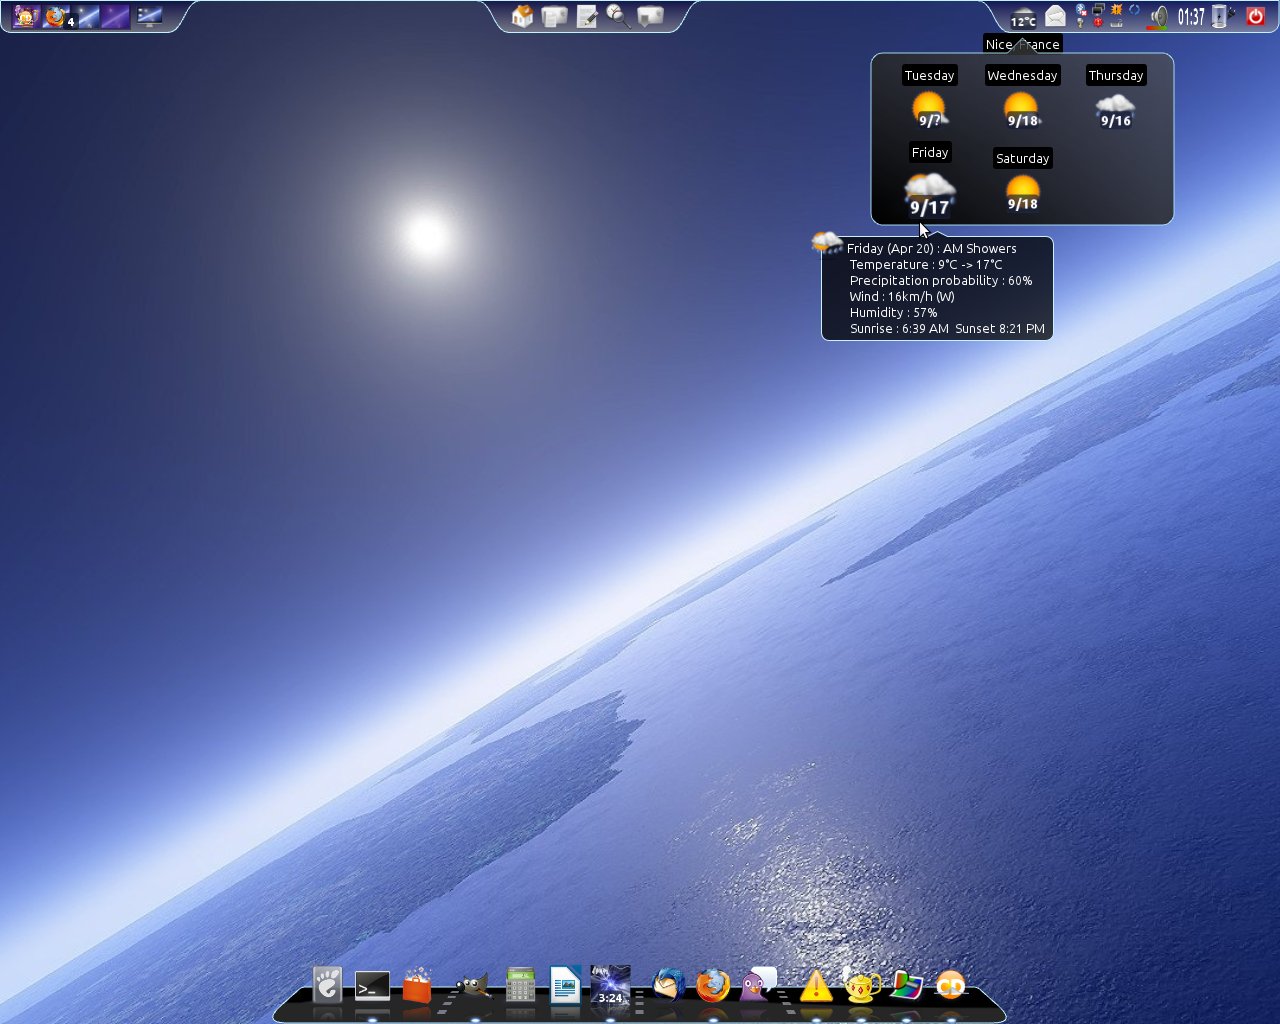 4
12°C
01:37
Nice, France
Tuesday
Wednesday
Thursday
9/?
9/18
9/16
Friday
Saturday
9/17
9/18
Friday (Apr 20) : AM Showers
Temperature : 9°C -> 17°C
Precipitation probability : 60%
Wind : 16km/h (W)
Humidity : 57%
Sunrise : 6:39 AM  Sunset 8:21 PM
>_
3:24
CD